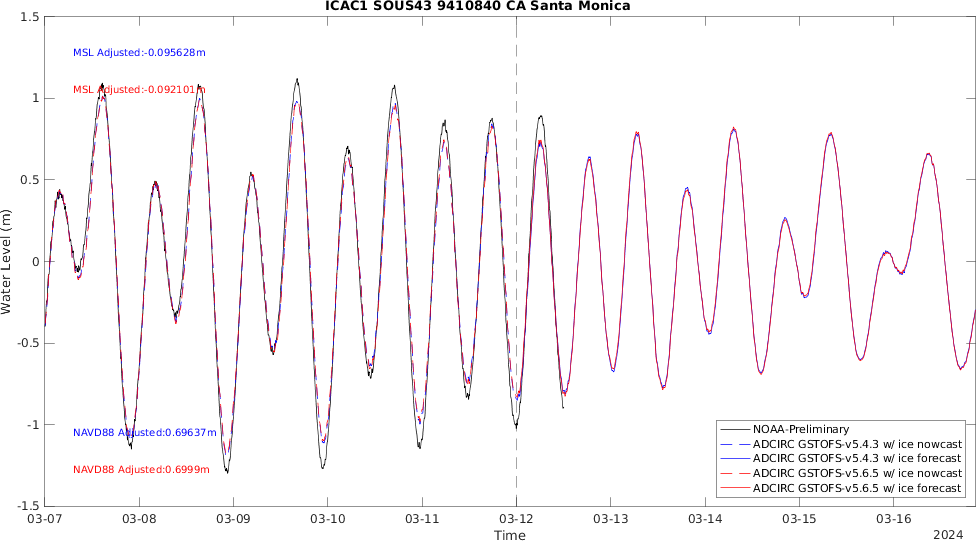 ICAC1 SOUS43 9410840 CA Santa Monica
1.5
MSL Adjusted:-0.095628m
MSL Adjusted:-0.092101m
1
0.5
Water Level (m)
0
-0.5
-1
NAVD88 Adjusted:0.69637m
NAVD88 Adjusted:0.6999m
-1.5
NOAA-Preliminary
ADCIRC GSTOFS-v5.4.3 w/ ice nowcast
ADCIRC GSTOFS-v5.4.3 w/ ice forecast
ADCIRC GSTOFS-v5.6.5 w/ ice nowcast
ADCIRC GSTOFS-v5.6.5 w/ ice forecast
03-07 03-08 03-09 03-10 03-11 03-12 03-13 03-14 03-15 03-16
Time
2024